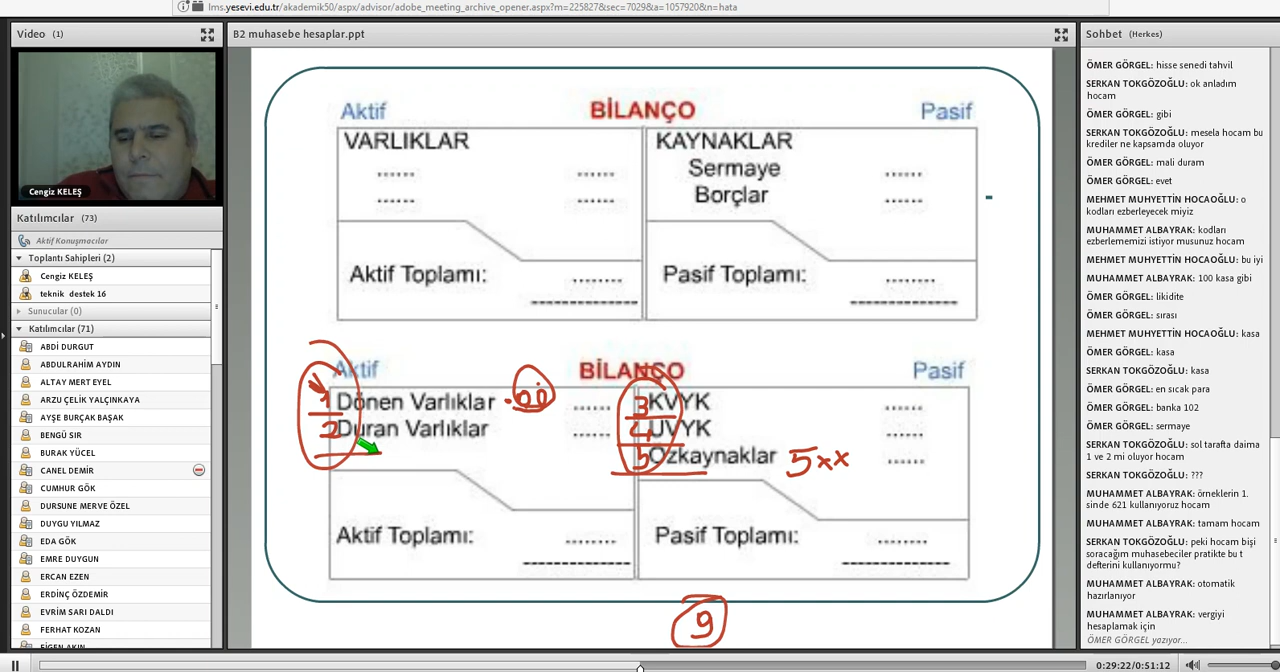 lms.yesevi.edu.tr/akademik50/aspx/advisor/adobe_meeting_archive_opener.aspx?m=225827&sec=7029&a=1057920&n=hata
Video (1)
Cengiz KELEŞ
Katılımcılar (73)
Aktif Konuşmacılar
Toplantı Sahipleri (2)
Cengiz KELEŞ
teknik destek 16
Sunucular (0)
Katılımcılar (71)
ABDİ DURGUT
ABDULRAHİM AYDIN
ALTAY MERT EYEL
ARZU ÇELİK YALÇINKAYA
AYŞE BURÇAK BAŞAK
BENGÜ SIR
BURAK YÜCEL
CANEL DEMİR
CUMHUR GÖK
DURSUNE MERVE ÖZEL
DUYGU YILMAZ
EDA GÖK
EMRE DUYGUN
ERCAN EZEN
ERDİNÇ ÖZDEMİR
EVRİM SARI DALDI
FERHAT KOZAN
B2 muhasebe hesaplar.ppt
Aktif BİLANÇO Pasif
VARLIKLAR KAYNAKLAR
...... ...... Sermaye ......
...... ...... Borçlar ......
Aktif Toplamı: ........ Pasif Toplamı: ........
Aktif BİLANÇO Pasif
1 Dönen Varlıklar ...... 3 KVYK ......
2 Duran Varlıklar ...... 4 UVYK ......
5 Özkaynaklar 5xx ......
Aktif Toplamı: ........ Pasif Toplamı: ........
9
Sohbet (Herkes)
ÖMER GÖRGEL: hisse senedi tahvil
SERKAN TOKGÖZOĞLU: ok anladım
hocam
ÖMER GÖRGEL: gibi
SERKAN TOKGÖZOĞLU: mesela hocam bu
krediler ne kapsamda oluyor
ÖMER GÖRGEL: mali duram
ÖMER GÖRGEL: evet
MEHMET MUHYETTİN HOCAOĞLU: o
kodları ezberleyecek miyiz
MUHAMMET ALBAYRAK: kodları
ezberlememizi istiyor musunuz hocam
MEHMET MUHYETTİN HOCAOĞLU: bu iyi
MUHAMMET ALBAYRAK: 100 kasa gibi
ÖMER GÖRGEL: likidite
ÖMER GÖRGEL: sırası
MEHMET MUHYETTİN HOCAOĞLU: kasa
ÖMER GÖRGEL: kasa
SERKAN TOKGÖZOĞLU: kasa
ÖMER GÖRGEL: en sıcak para
ÖMER GÖRGEL: banka 102
ÖMER GÖRGEL: sermaye
SERKAN TOKGÖZOĞLU: sol tarafta daima
1 ve 2 mi oluyor hocam
SERKAN TOKGÖZOĞLU: ???
MUHAMMET ALBAYRAK: örneklerin 1.
sinde 621 kullanıyoruz hocam
MUHAMMET ALBAYRAK: tamam hocam
SERKAN TOKGÖZOĞLU: peki hocam bişi
soracağım muhasebeciler pratikte bu t
defterini kullanıyormu?
MUHAMMET ALBAYRAK: otomatik
hazırlanıyor
MUHAMMET ALBAYRAK: vergiyi
hesaplamak için
ÖMER GÖRGEL yazıyor...
0:29:22/0:51:12